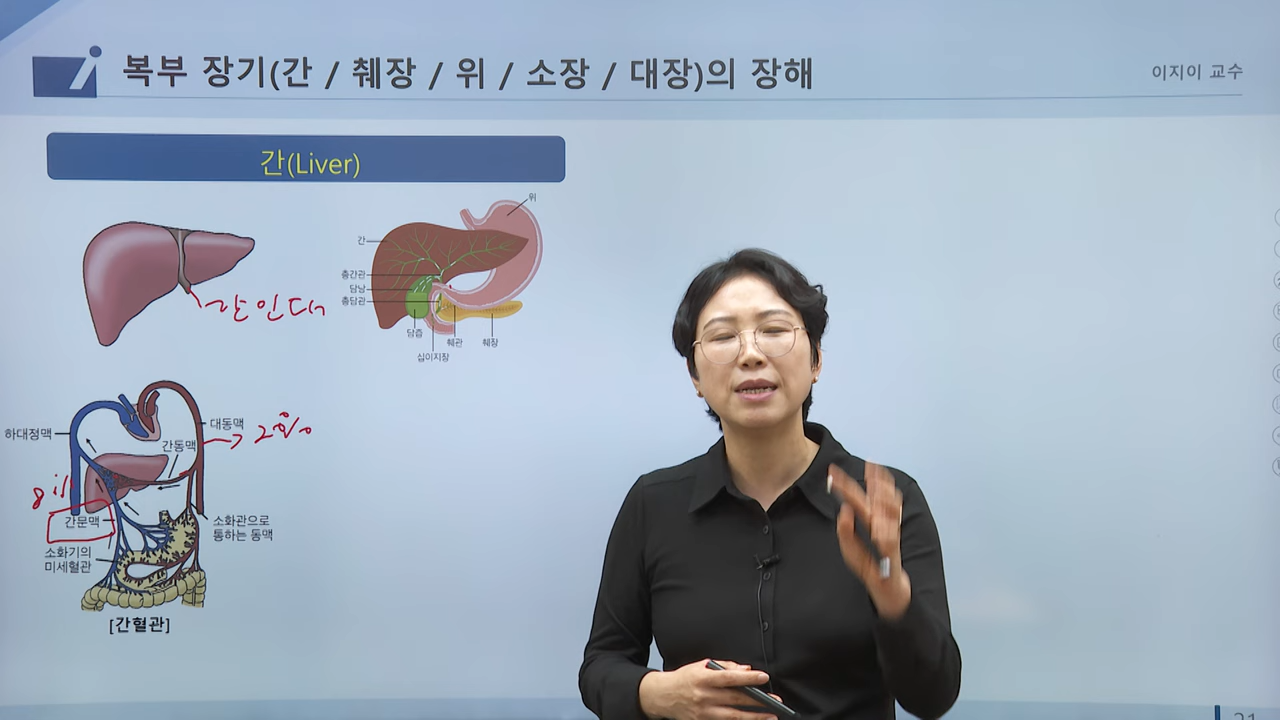 복부 장기(간 / 췌장 / 위 / 소장 / 대장)의 장해
이지이 교수
간(Liver)
간인대
위
간
총간관
담낭
총담관
담즙
췌관
췌장
십이지장
하대정맥
대동맥
간동맥
간문맥
소화관으로
통하는 동맥
소화기의
미세혈관
[간혈관]